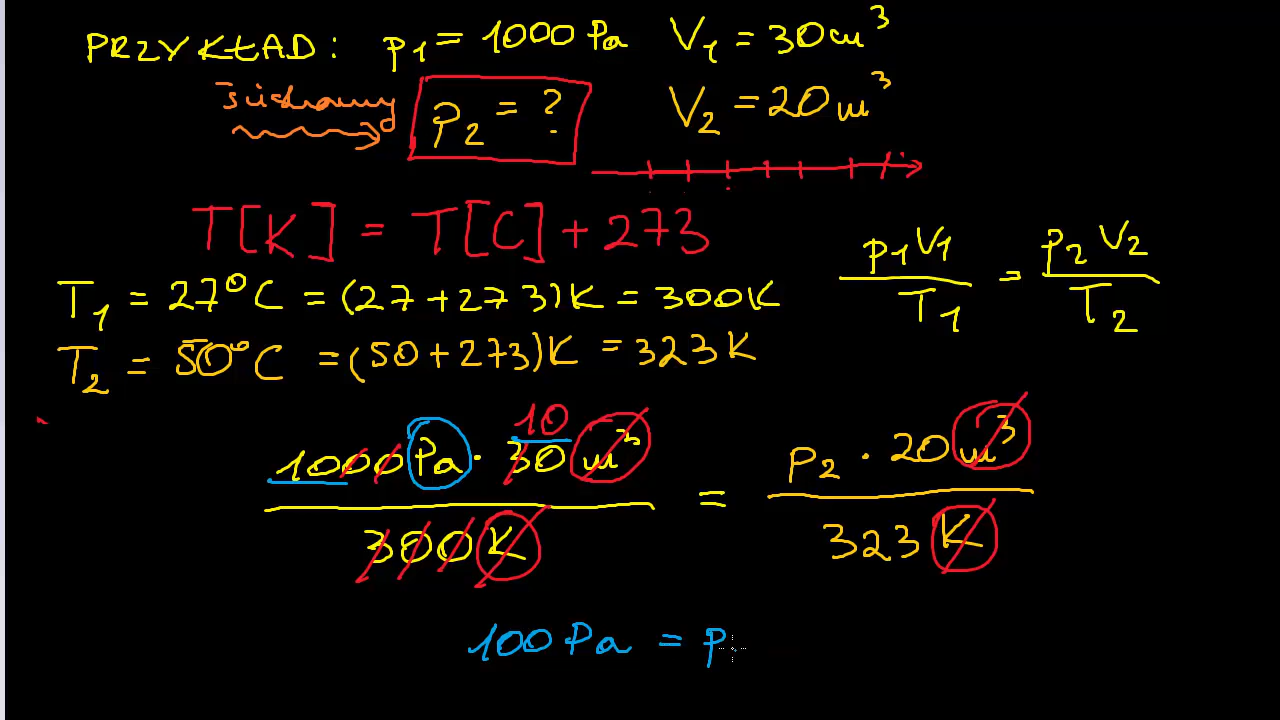 PRZYKŁAD: p₁ = 1000 Pa V₁ = 30 m³
szukamy p₂ = ? V₂ = 20 m³
T[K] = T[C] + 273
T₁ = 27°C = (27 + 273)K = 300K
T₂ = 50°C = (50 + 273)K = 323K
p₁V₁ / T₁ = p₂V₂ / T₂
10
1000 Pa · 30 m³ / 300 K = p₂ · 20 m³ / 323 K
100 Pa = p